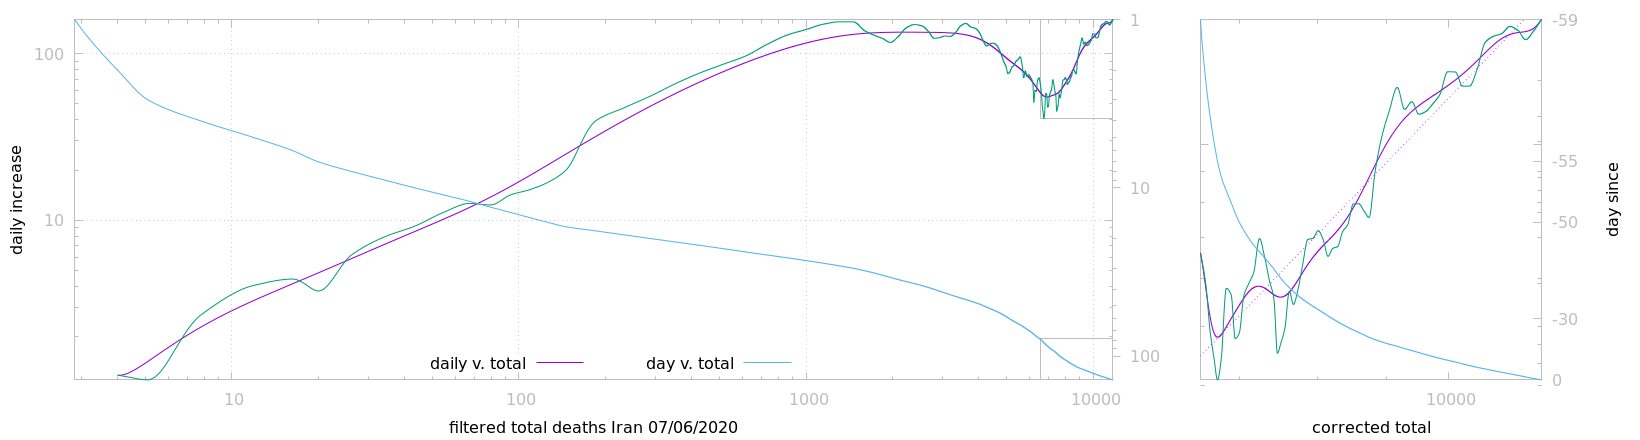 1
-59
100
daily increase
10
10
-55
-50
day since
-30
daily v. total
day v. total
100
0
10
100
1000
10000
10000
filtered total deaths Iran 07/06/2020
corrected total